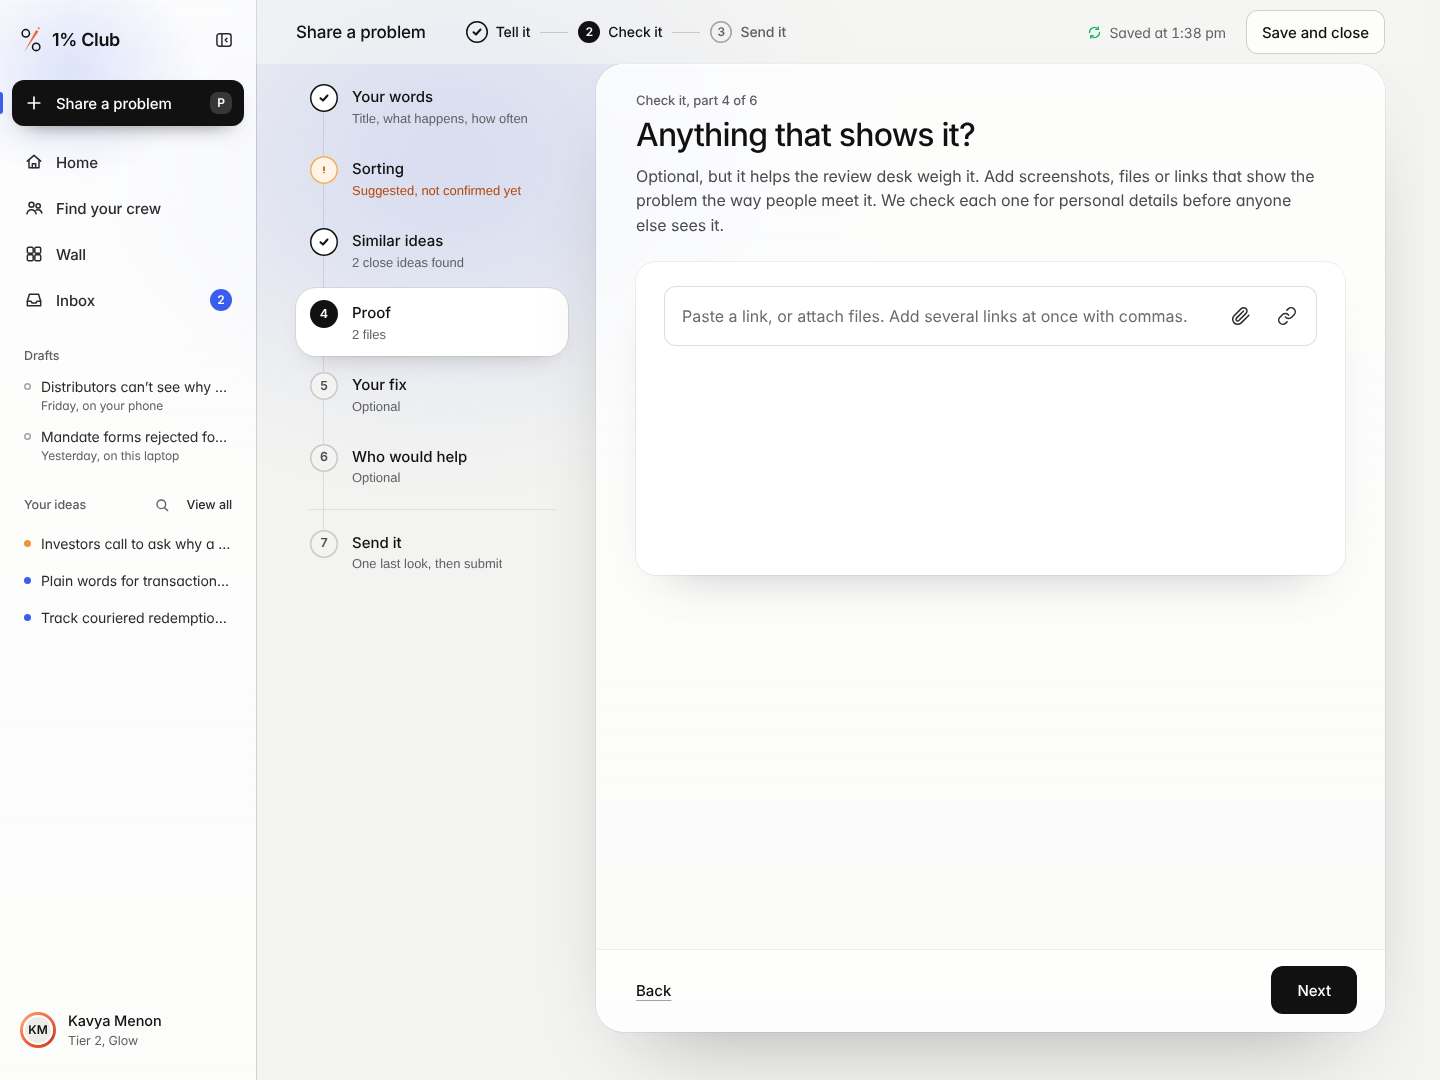 1% Club
Share a problem P
Home
Find your crew
Wall
Inbox 2
Drafts
Distributors can't see why ...
Friday, on your phone
Mandate forms rejected fo...
Yesterday, on this laptop
Your ideas View all
Investors call to ask why a ...
Plain words for transaction...
Track couriered redemptio...
KM Kavya Menon
Tier 2, Glow
Share a problem Tell it 2 Check it 3 Send it
Saved at 1:38 pm Save and close
Your words
Title, what happens, how often
! Sorting
Suggested, not confirmed yet
Similar ideas
2 close ideas found
4 Proof
2 files
5 Your fix
Optional
6 Who would help
Optional
7 Send it
One last look, then submit
Check it, part 4 of 6
Anything that shows it?
Optional, but it helps the review desk weigh it. Add screenshots, files or links that show the
problem the way people meet it. We check each one for personal details before anyone
else sees it.
Paste a link, or attach files. Add several links at once with commas.
Back Next